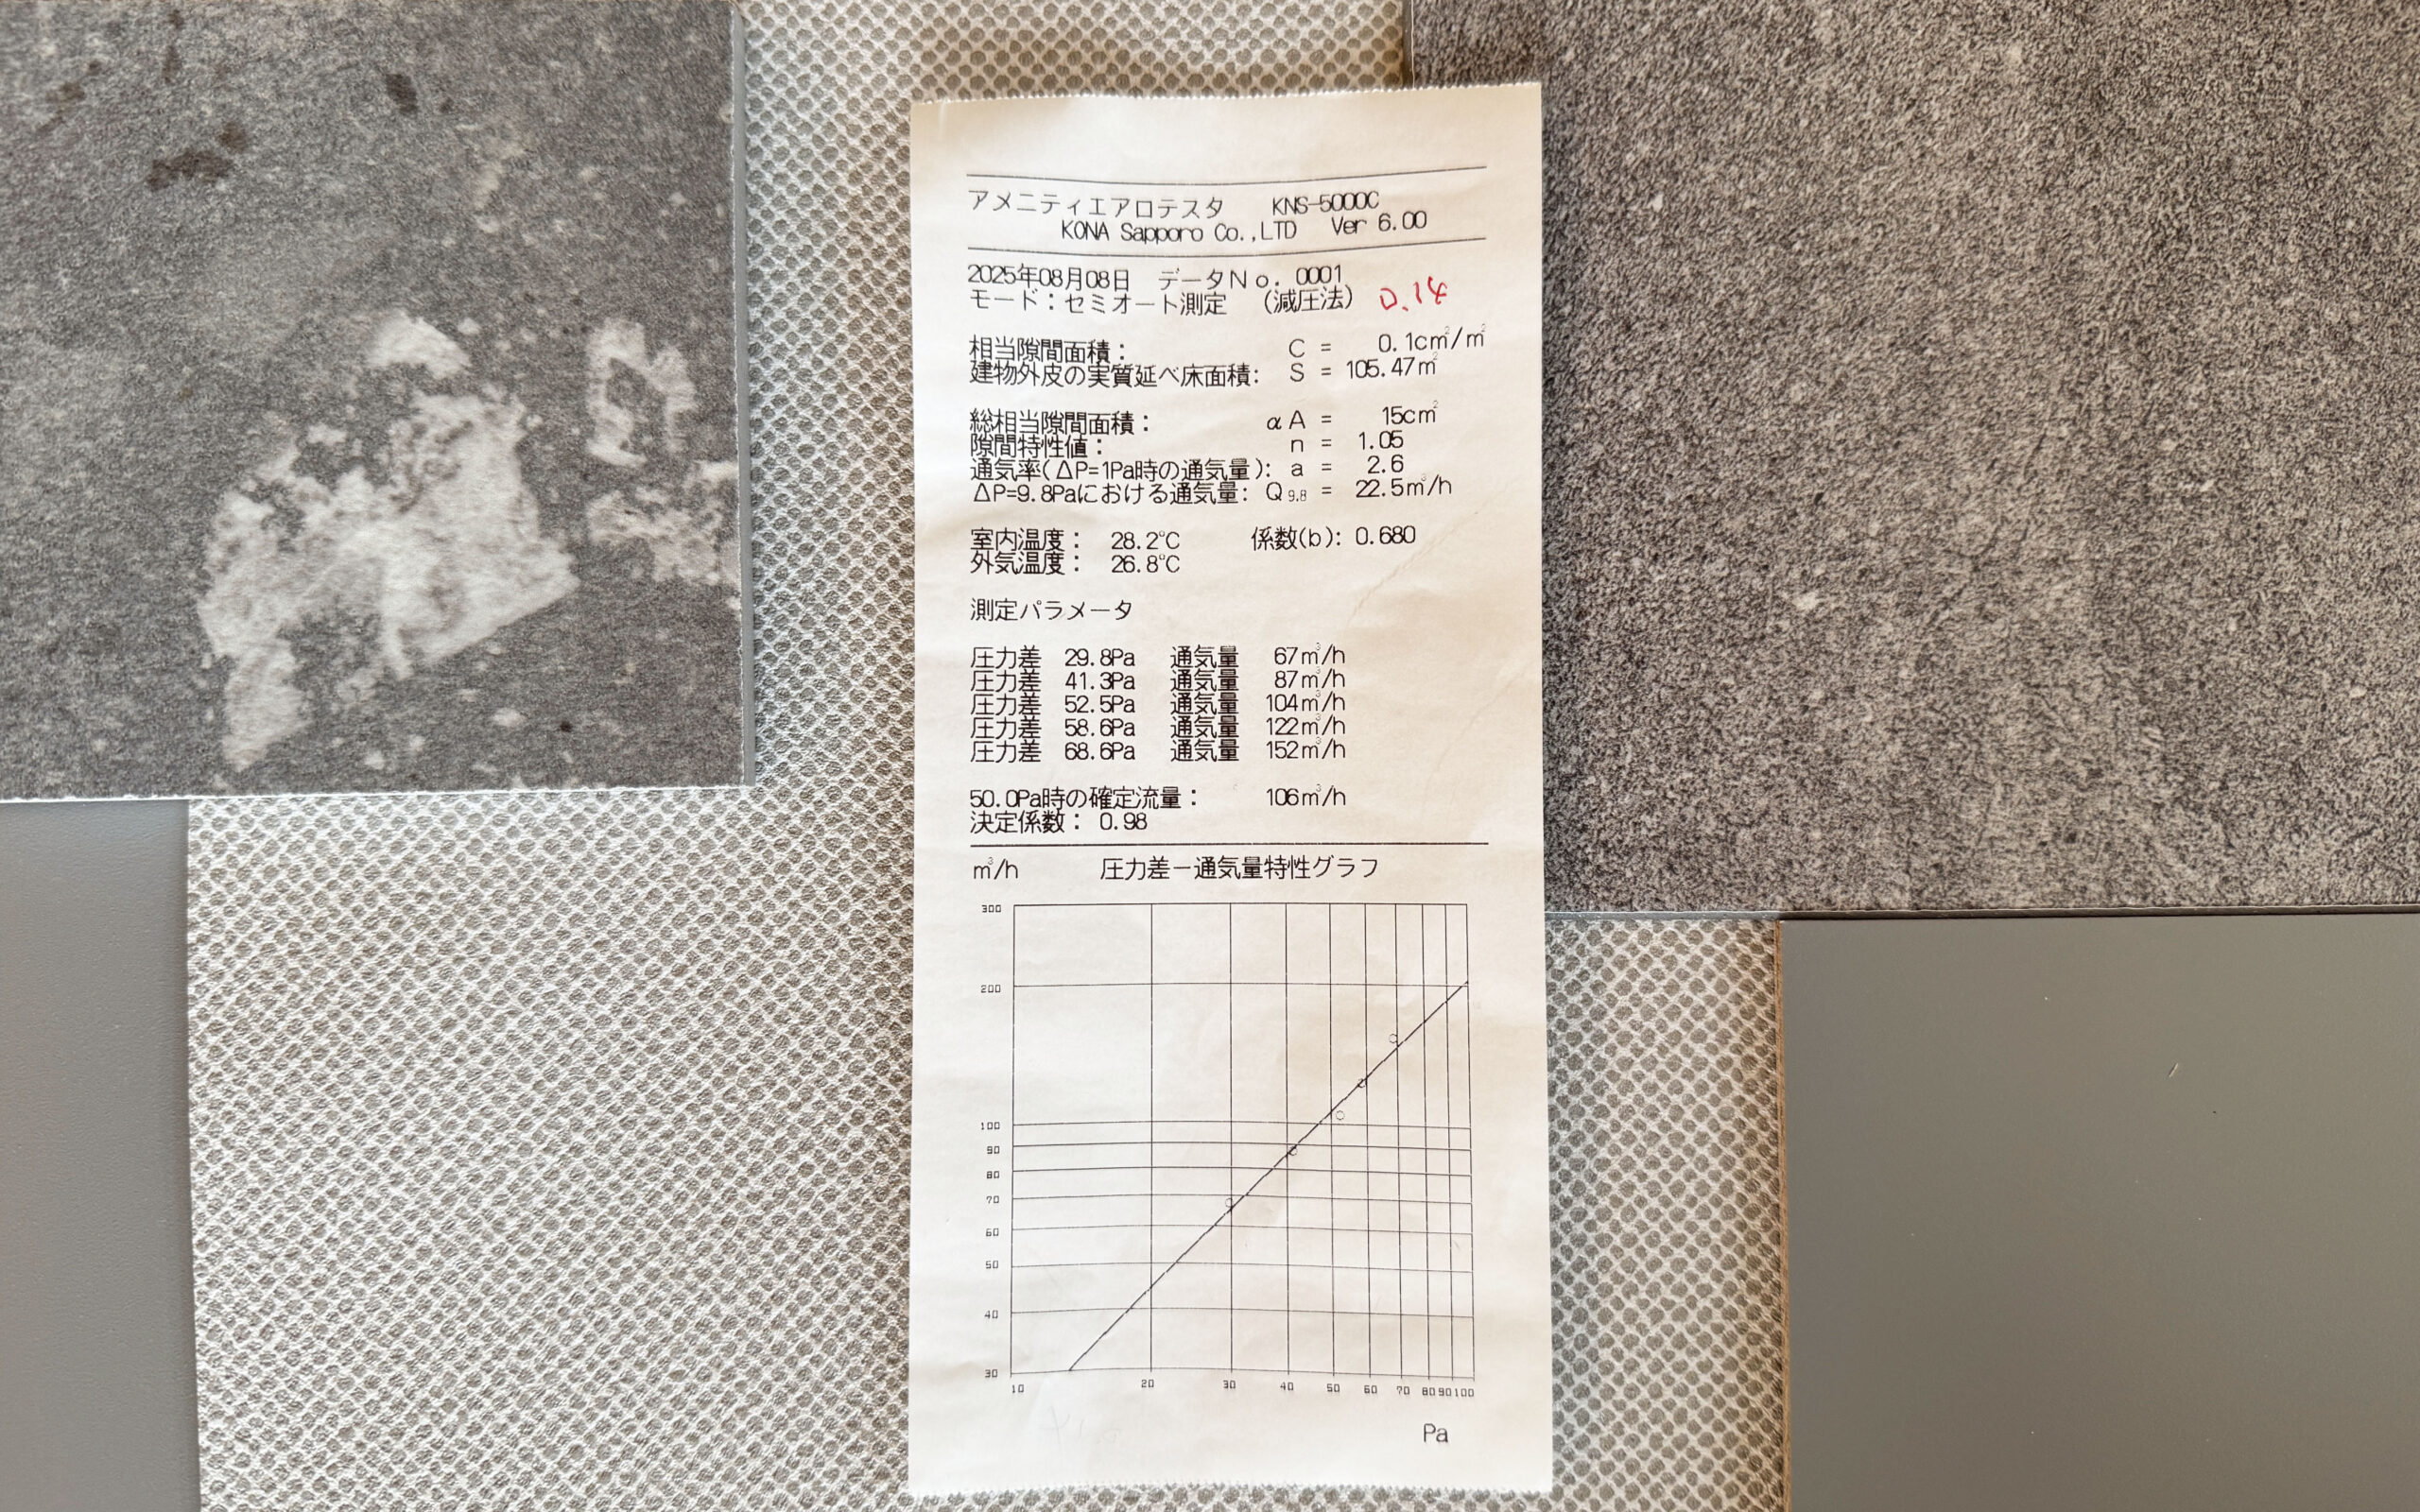 アメニティエアロテスタ KNS-5000C
KONA Sapporo Co.,LTD Ver 6.00
2025年08月08日 データNo. 0001
モード：セミオート測定 （減圧法） 0.14
相当隙間面積： C = 0.1cm²/m²
建物外皮の実質延べ床面積： S = 105.47m²
総相当隙間面積： αA = 15cm²
隙間特性値： n = 1.05
通気率(ΔP=1Pa時の通気量)： a = 2.6
ΔP=9.8Paにおける通気量： Q9.8 = 22.5m³/h
室内温度： 28.2℃ 係数(b)：0.680
外気温度： 26.8℃
測定パラメータ
圧力差 29.8Pa 通気量 67m³/h
圧力差 41.3Pa 通気量 87m³/h
圧力差 52.5Pa 通気量 104m³/h
圧力差 58.6Pa 通気量 122m³/h
圧力差 68.6Pa 通気量 152m³/h
50.0Pa時の確定流量： 106m³/h
決定係数： 0.98
m³/h 圧力差－通気量特性グラフ
300
200
100
90
80
70
60
50
40
30
10 20 30 40 50 60 70 80 90 100
Pa